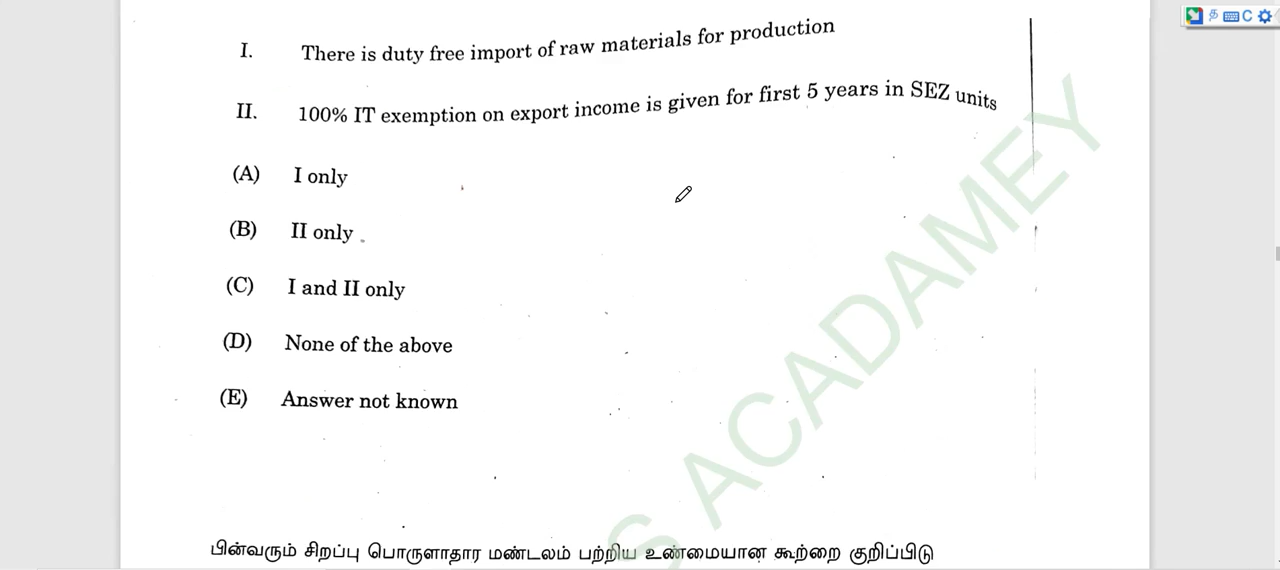 I. There is duty free import of raw materials for production
II. 100% IT exemption on export income is given for first 5 years in SEZ units
(A) I only
(B) II only
(C) I and II only
(D) None of the above
(E) Answer not known
பின்வரும் சிறப்பு பொருளாதார மண்டலம் பற்றிய உண்மையான கூற்றை குறிப்பிடு
S ACADAMEY